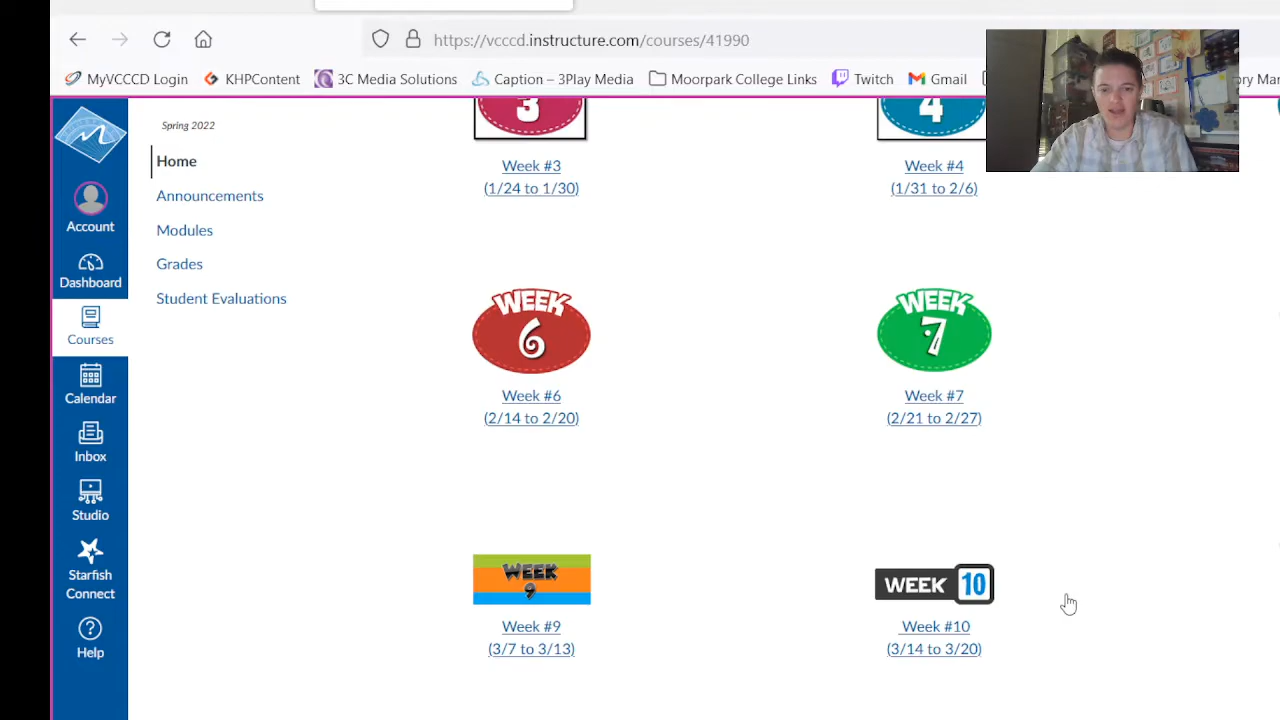 https://vcccd.instructure.com/courses/41990
MyVCCCD Login KHPContent 3C Media Solutions Caption – 3Play Media Moorpark College Links Twitch Gmail
Spring 2022
Home
Announcements
Modules
Grades
Student Evaluations
Account
Dashboard
Courses
Calendar
Inbox
Studio
Starfish
Connect
Help
3
4
Week #3
(1/24 to 1/30)
Week #4
(1/31 to 2/6)
WEEK
6
WEEK
7
Week #6
(2/14 to 2/20)
Week #7
(2/21 to 2/27)
WEEK
9
WEEK 10
Week #9
(3/7 to 3/13)
Week #10
(3/14 to 3/20)